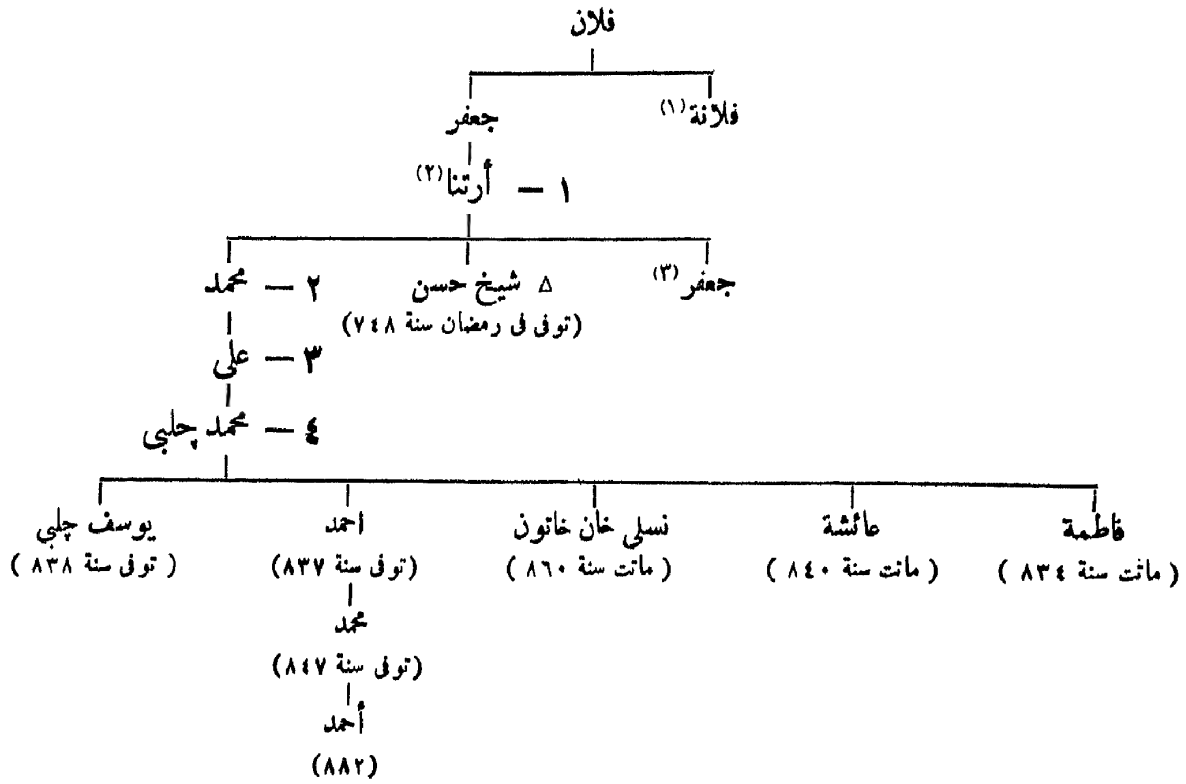 فلان
فلانة (١)
جعفر
١ — أرتنا (٢)
جعفر (٣)
△ شيخ حسن
٢ — محمد
(توفى فى رمضان سنة ٧٤٨)
٣ — على
٤ — محمد چلبى
فاطمة
عائشة
نسلى خان خاتون
احمد
يوسف چلبي
( ماتت سنة ٨٣٤ )
( ماتت سنة ٨٤٠ )
( ماتت سنة ٨٦٠ )
(توفى سنة ٨٣٧)
( توفى سنة ٨٣٨ )
محمد
(توفى سنة ٨٤٧)
أحمد
(٨٨٢)